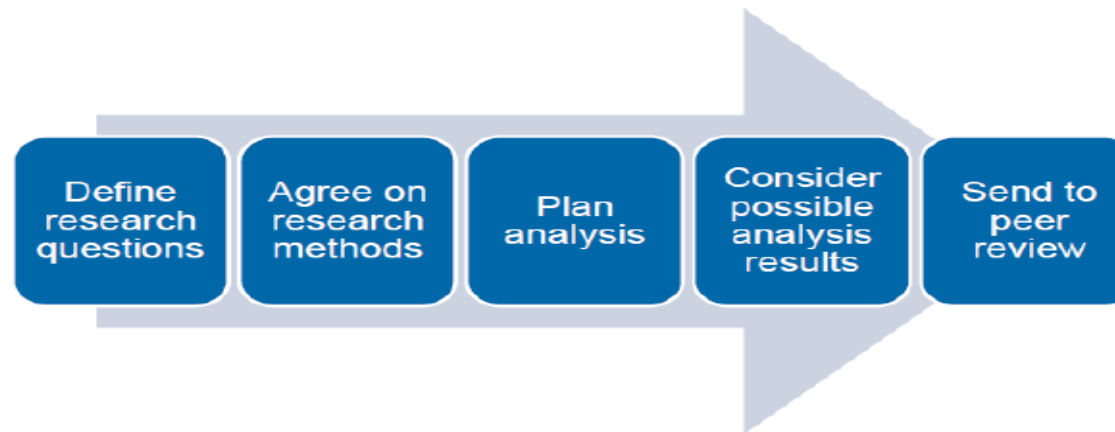 Define
research
questions
Agree on
research
methods
Plan
analysis
Consider
possible
analysis
results
Send to
peer
review